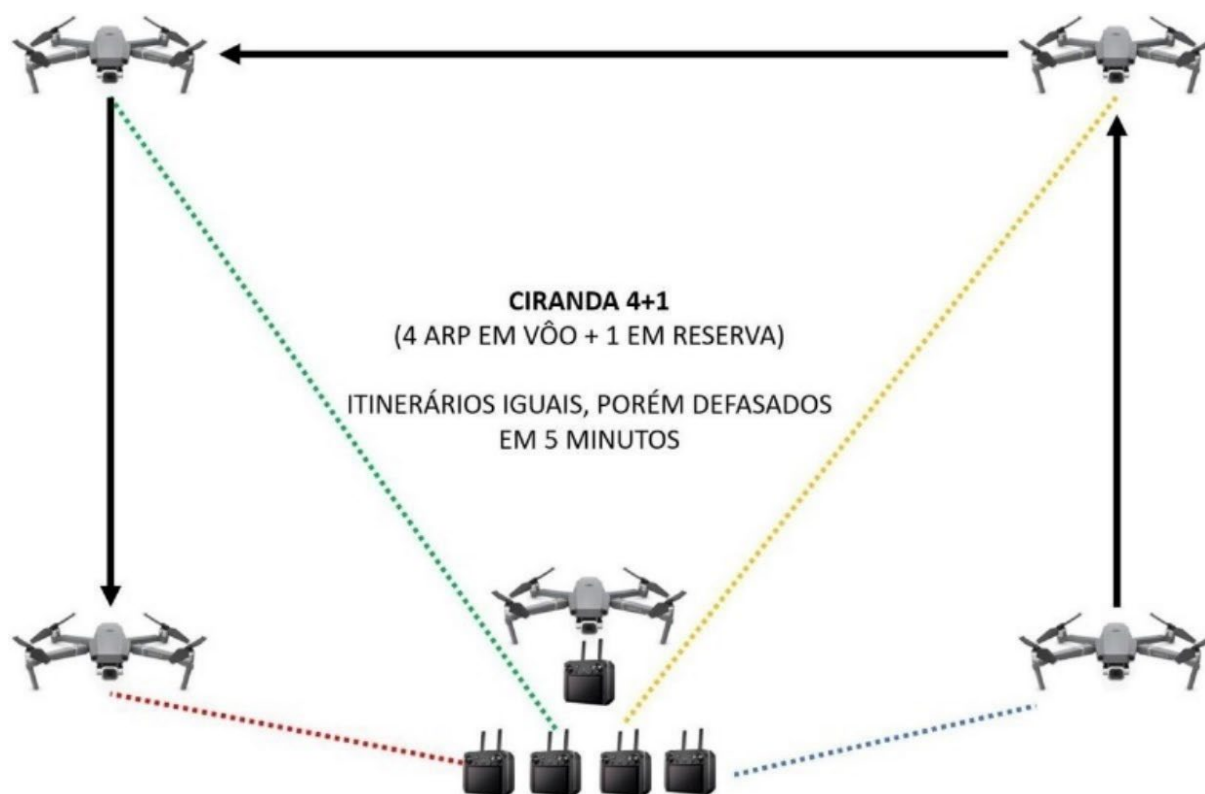 CIRANDA 4+1
(4 ARP EM VÔO + 1 EM RESERVA)
ITINERÁRIOS IGUAIS, PORÉM DEFASADOS
EM 5 MINUTOS